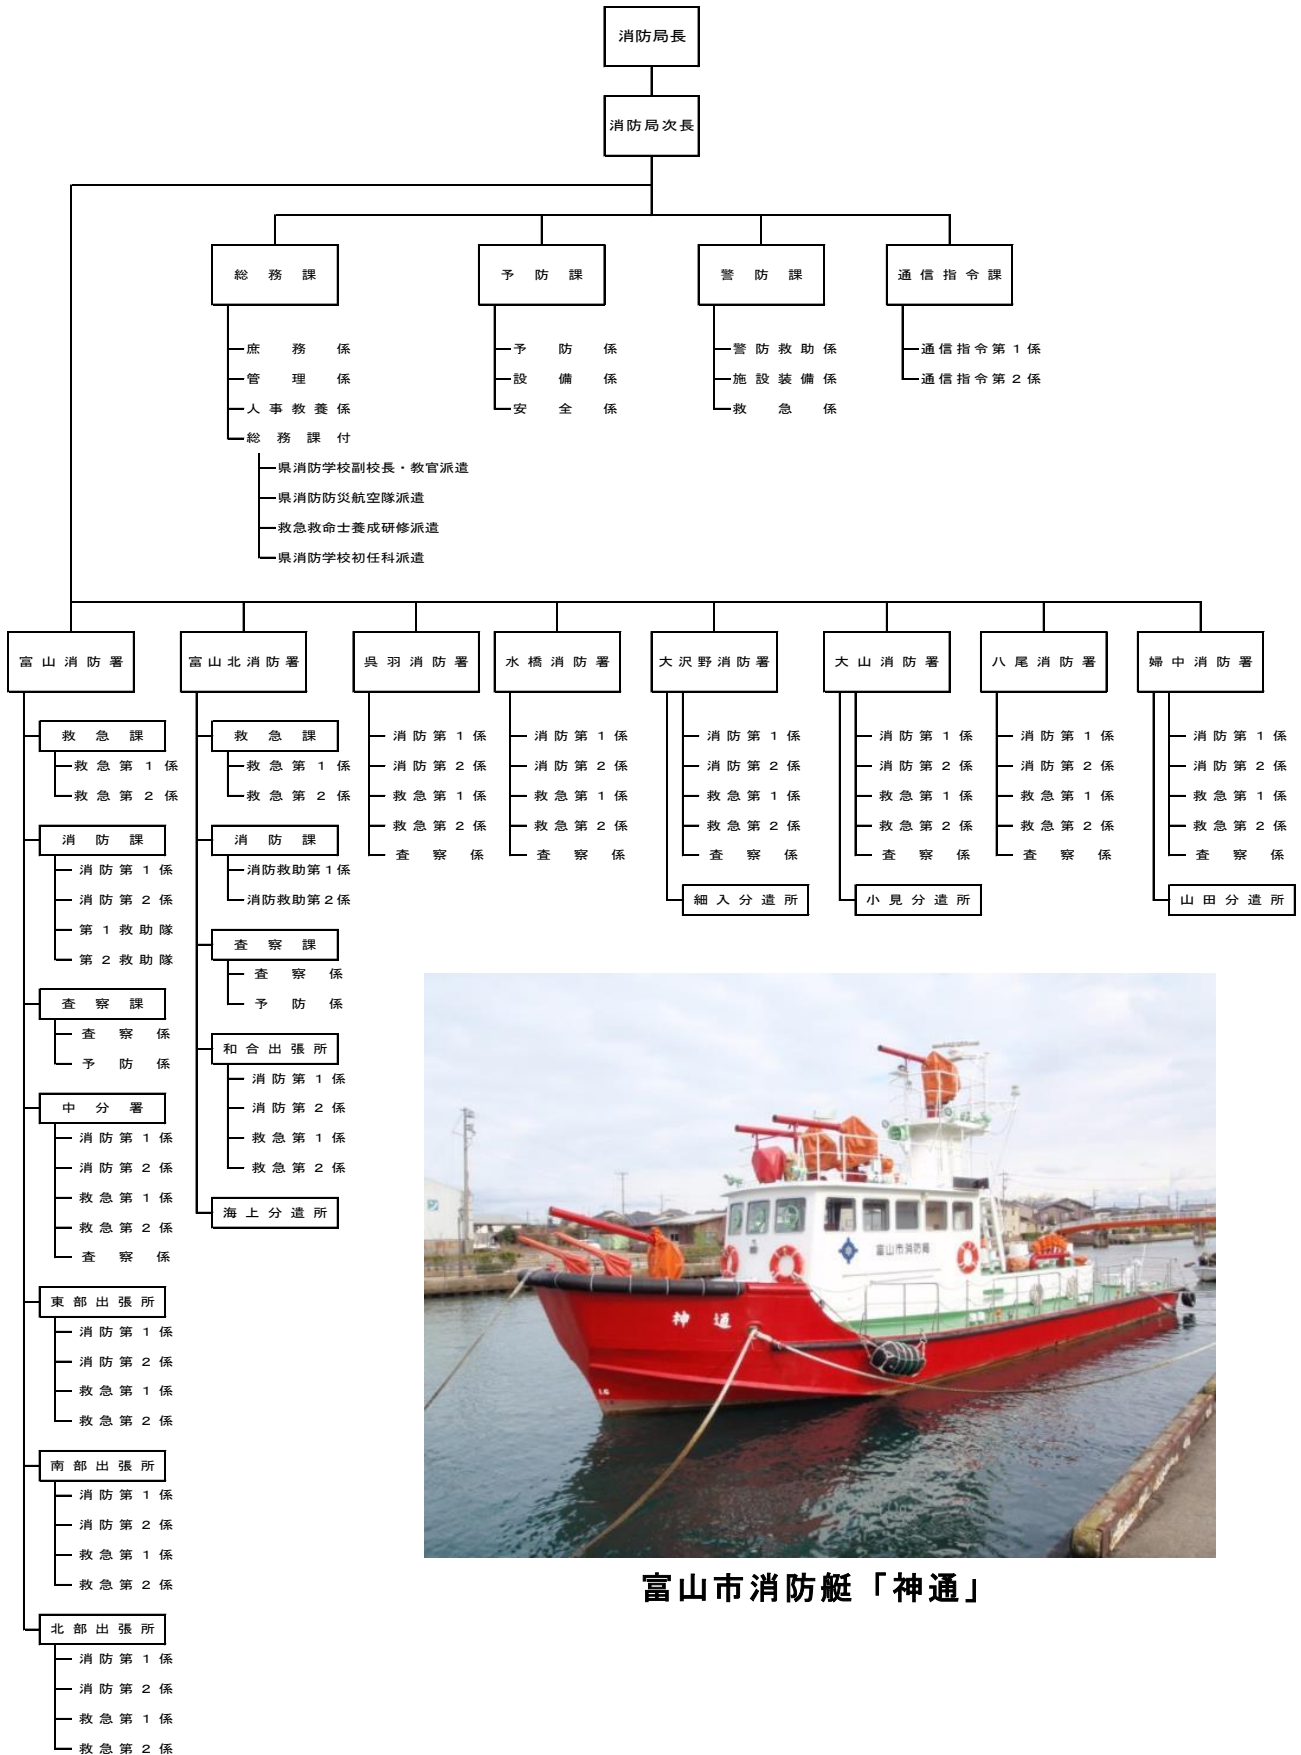 消防局長
消防局次長
総務課
予防課
警防課
通信指令課
庶務係
管理係
人事教養係
総務課付
県消防学校副校長・教官派遣
県消防防災航空隊派遣
救急救命士養成研修派遣
県消防学校初任科派遣
予防係
設備係
安全係
警防救助係
施設装備係
救急係
通信指令第1係
通信指令第2係
富山消防署
救急課
救急第1係
救急第2係
消防課
消防第1係
消防第2係
第1救助隊
第2救助隊
査察課
査察係
予防係
中分署
消防第1係
消防第2係
救急第1係
救急第2係
査察係
東部出張所
消防第1係
消防第2係
救急第1係
救急第2係
南部出張所
消防第1係
消防第2係
救急第1係
救急第2係
北部出張所
消防第1係
消防第2係
救急第1係
救急第2係
富山北消防署
救急課
救急第1係
救急第2係
消防課
消防救助第1係
消防救助第2係
査察課
査察係
予防係
和合出張所
消防第1係
消防第2係
救急第1係
救急第2係
海上分遣所
呉羽消防署
消防第1係
消防第2係
救急第1係
救急第2係
査察係
水橋消防署
消防第1係
消防第2係
救急第1係
救急第2係
査察係
大沢野消防署
消防第1係
消防第2係
救急第1係
救急第2係
査察係
細入分遣所
大山消防署
消防第1係
消防第2係
救急第1係
救急第2係
査察係
小見分遣所
八尾消防署
消防第1係
消防第2係
救急第1係
救急第2係
査察係
婦中消防署
消防第1係
消防第2係
救急第1係
救急第2係
査察係
山田分遣所
富山市消防局
神通
富山市消防艇「神通」